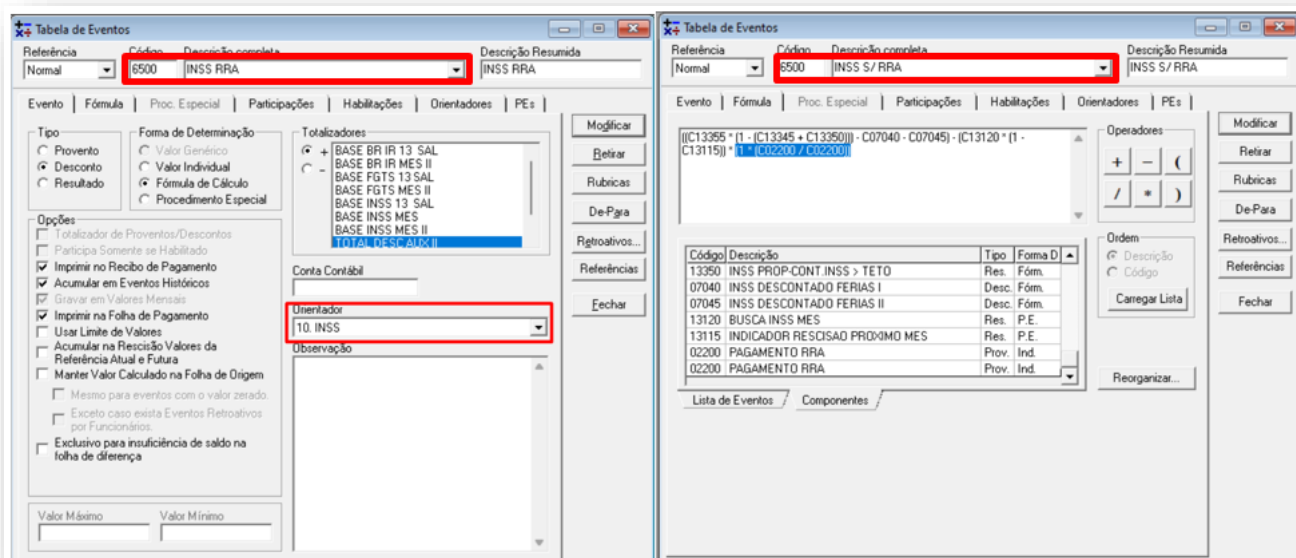 Tabela de Eventos
Referência Código Descrição completa Descrição Resumida
Normal 6500 INSS RRA INSS RRA
Evento Fórmula Proc. Especial Participações Habilitações Orientadores PEs
Tipo
Provento
Desconto
Resultado
Forma de Determinação
Valor Genérico
Valor Individual
Fórmula de Cálculo
Procedimento Especial
Totalizadores
+
-
BASE BR IR 13 SAL
BASE BR IR MES II
BASE FGTS 13 SAL
BASE FGTS MES II
BASE INSS 13 SAL
BASE INSS MES
BASE INSS MES II
TOTAL DESC AUX II
Opções
Totalizador de Proventos/Descontos
Participa Somente se Habilitado
Imprimir no Recibo de Pagamento
Acumular em Eventos Históricos
Gravar em Valores Mensais
Imprimir na Folha de Pagamento
Usar Limite de Valores
Acumular na Rescisão Valores da
Referência Atual e Futura
Manter Valor Calculado na Folha de Origem
Mesmo para eventos com o valor zerado.
Exceto caso exista Eventos Retroativos
por Funcionários.
Exclusivo para insuficiência de saldo na
folha de diferença
Valor Máximo Valor Mínimo
Conta Contábil
Orientador
10. INSS
Observação
Modificar
Retirar
Rubricas
De-Para
Retroativos...
Referências
Fechar
Tabela de Eventos
Referência Código Descrição completa Descrição Resumida
Normal 6500 INSS S/ RRA INSS S/ RRA
Evento Fórmula Proc. Especial Participações Habilitações Orientadores PEs
(((C13355 * (1 - (C13345 + C13350))) - C07040 - C07045) - (C13120 * (1 -
C13115)) * (1 * (C02200 / C02200))
Operadores
+ - (
/ * )
Código Descrição Tipo Forma D
13350 INSS PROP-CONT.INSS > TETO Res. Fórm.
07040 INSS DESCONTADO FERIAS I Desc. Fórm.
07045 INSS DESCONTADO FERIAS II Desc. Fórm.
13120 BUSCA INSS MES Res. P.E.
13115 INDICADOR RESCISAO PROXIMO MES Res. P.E.
02200 PAGAMENTO RRA Prov. Ind.
02200 PAGAMENTO RRA Prov. Ind.
Lista de Eventos Componentes
Ordem
Descrição
Código
Carregar Lista
Reorganizar...
Modificar
Retirar
Rubricas
De-Para
Retroativos...
Referências
Fechar